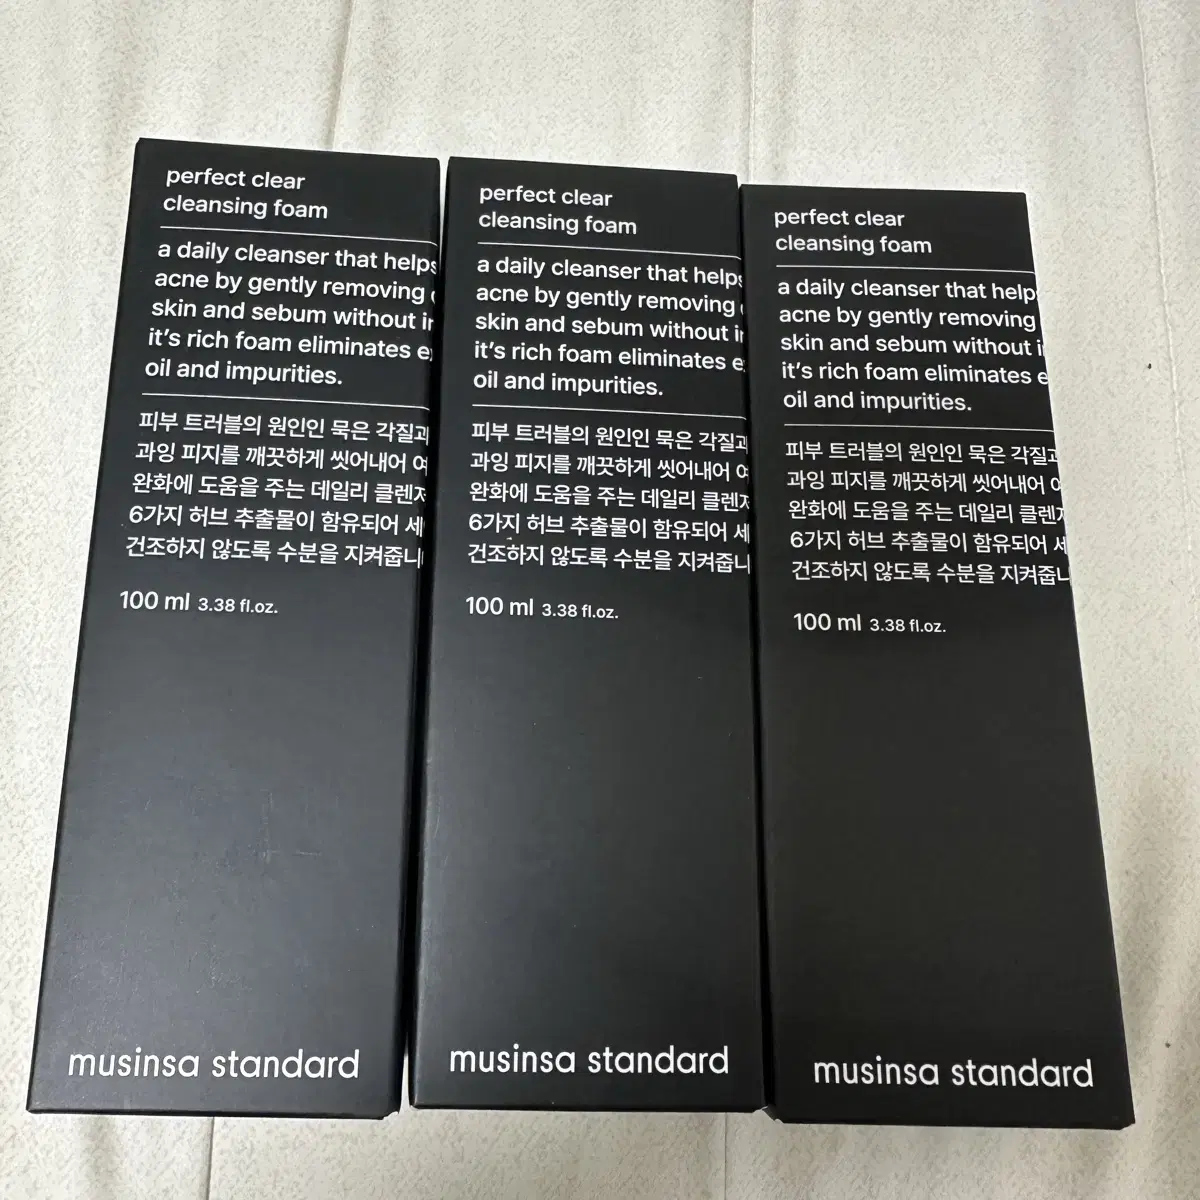 perfect clear
cleansing foam
a daily cleanser that helps
acne by gently removing
skin and sebum without
it's rich foam eliminates
oil and impurities.
피부 트러블의 원인인 묵은 각질과
과잉 피지를 깨끗하게 씻어내어
완화에 도움을 주는 데일리 클렌저
6가지 허브 추출물이 함유되어
건조하지 않도록 수분을 지켜줍니
100 ml 3.38 fl.oz.
musinsa standard
perfect clear
cleansing foam
a daily cleanser that helps
acne by gently removing
skin and sebum without
it's rich foam eliminates
oil and impurities.
피부 트러블의 원인인 묵은 각질과
과잉 피지를 깨끗하게 씻어내어
완화에 도움을 주는 데일리 클렌저
6가지 허브 추출물이 함유되어
건조하지 않도록 수분을 지켜줍니
100 ml 3.38 fl.oz.
musinsa standard
perfect clear
cleansing foam
a daily cleanser that help
acne by gently removing
skin and sebum without
it's rich foam eliminates
oil and impurities.
피부 트러블의 원인인 묵은 각질과
과잉 피지를 깨끗하게 씻어내어
완화에 도움을 주는 데일리 클렌저
6가지 허브 추출물이 함유되어
건조하지 않도록 수분을 지켜줍니
100 ml 3.38 fl.oz.
musinsa standard